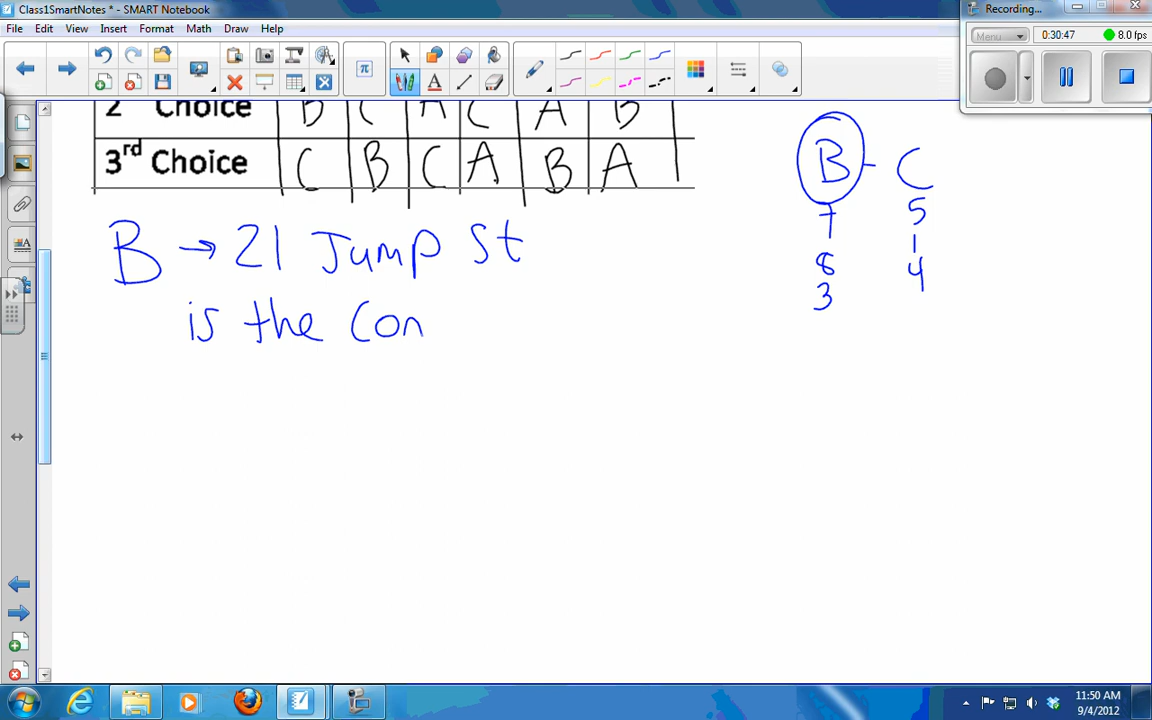 Class1SmartNotes * - SMART Notebook
Recording...
File Edit View Insert Format Math Draw Help
Menu 0:30:47 8.0 fps
2 Choice B C A C A B
3rd Choice C B C A B A
B - C
7 5
8 1
3 4
B → 21 Jump St
is the Con
11:50 AM
9/4/2012